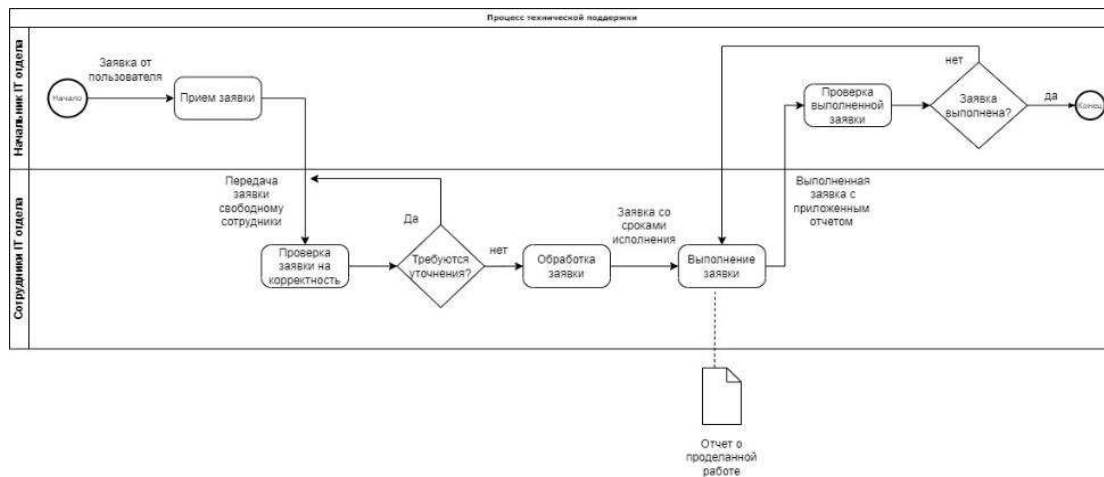 Процесс технической поддержки
Начальник IT отдела
Начало
Заявка от
пользователя
Прием заявки
Проверка
выполненной
заявки
Заявка
выполнена?
нет
да
Конец
Сотрудники IT отдела
Передача
заявки
свободному
сотрудники
Проверка
заявки на
корректность
Да
Требуются
уточнения?
нет
Обработка
заявки
Заявка со
сроками
исполнения
Выполнение
заявки
Выполненная
заявка с
приложенным
отчетом
Отчет о
проделанной
работе